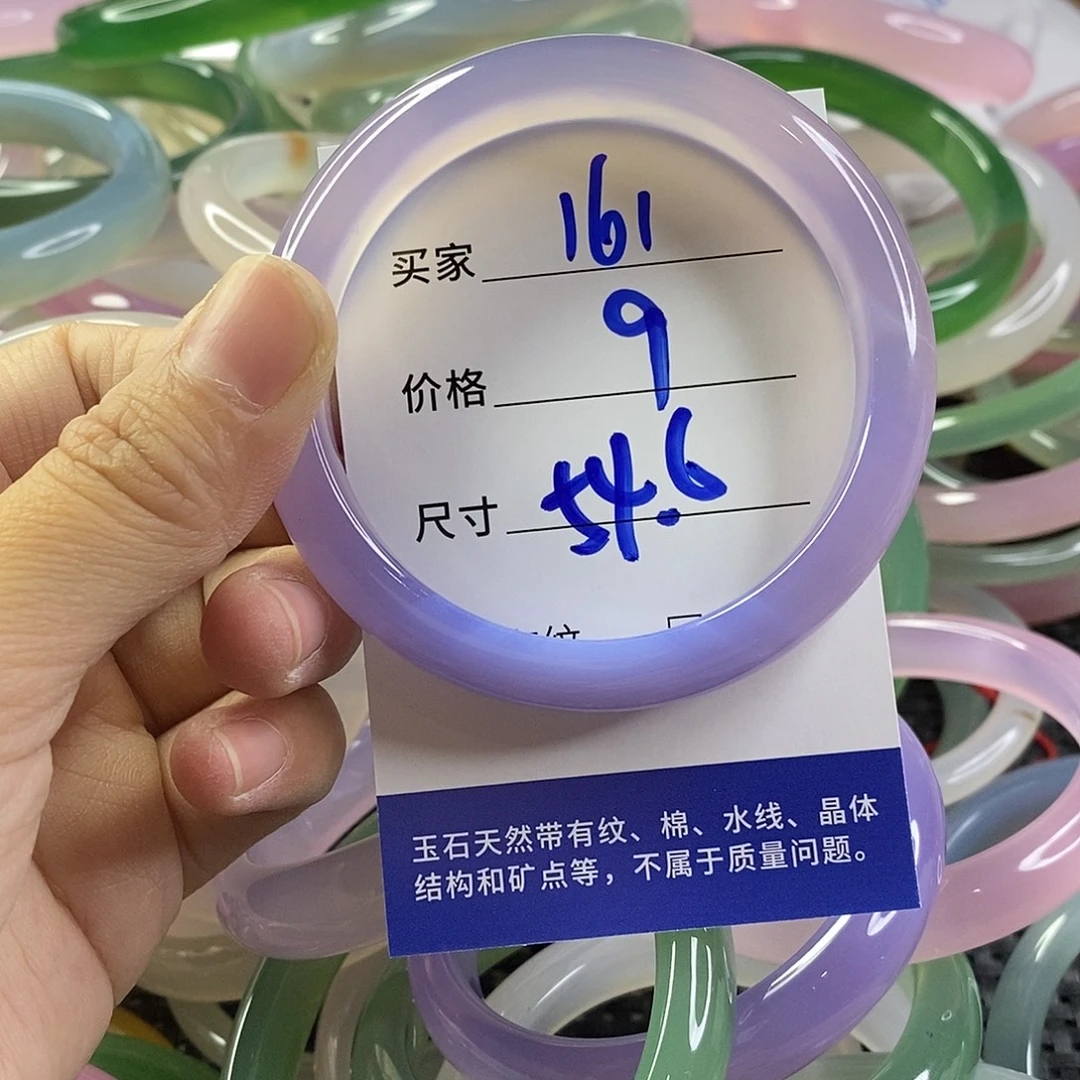 买家 161
价格 9
尺寸 54.6
纹
玉石天然带有纹、棉、水线、晶体
结构和矿点等，不属于质量问题。